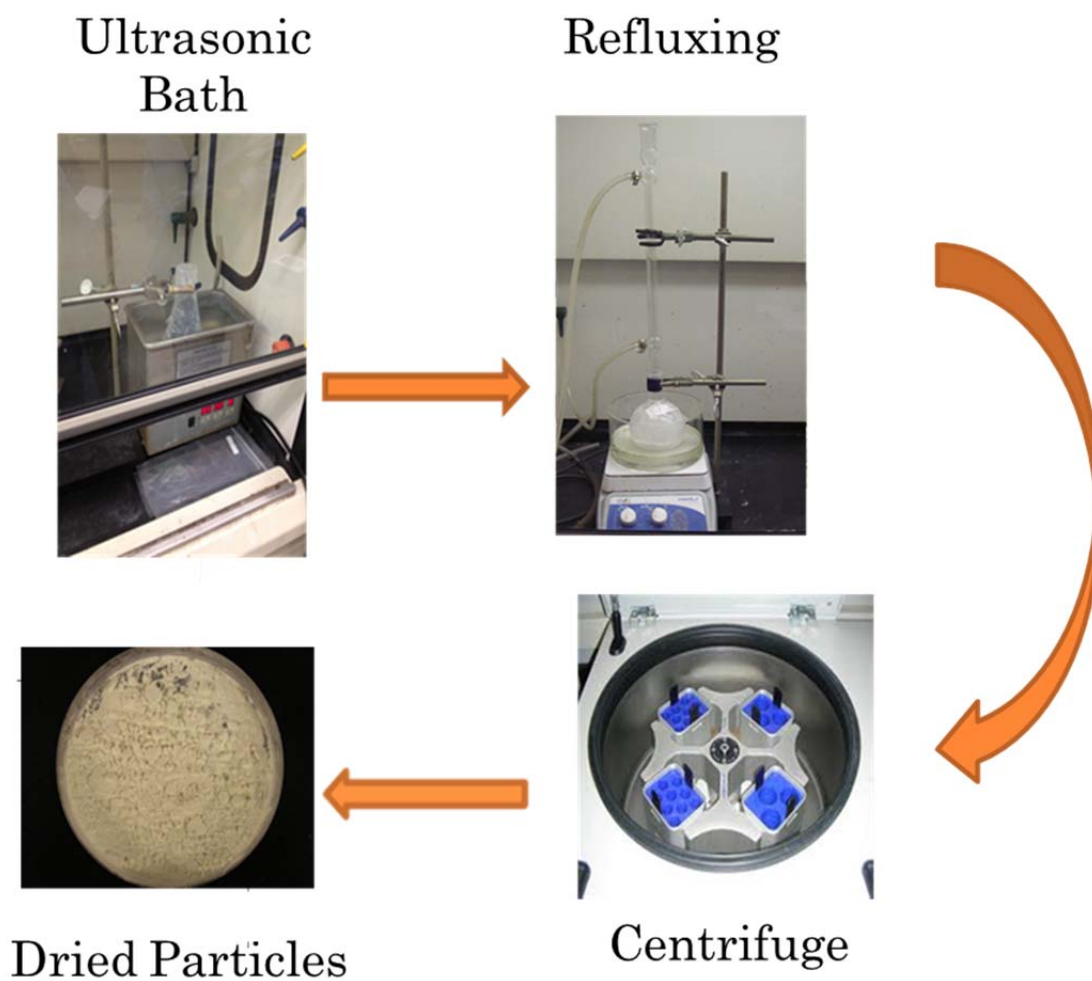 Ultrasonic
Bath
Refluxing
Centrifuge
Dried Particles